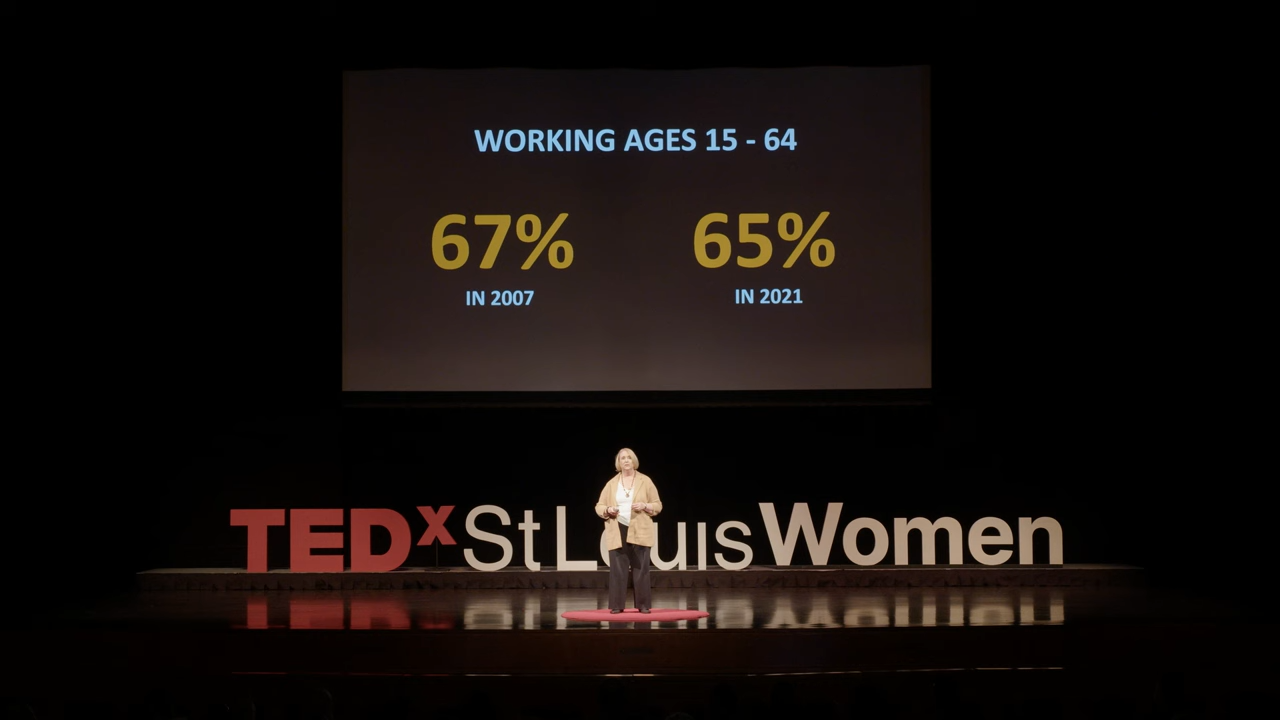 WORKING AGES 15 - 64
67% 65%
IN 2007 IN 2021
TEDxStLouisWomen